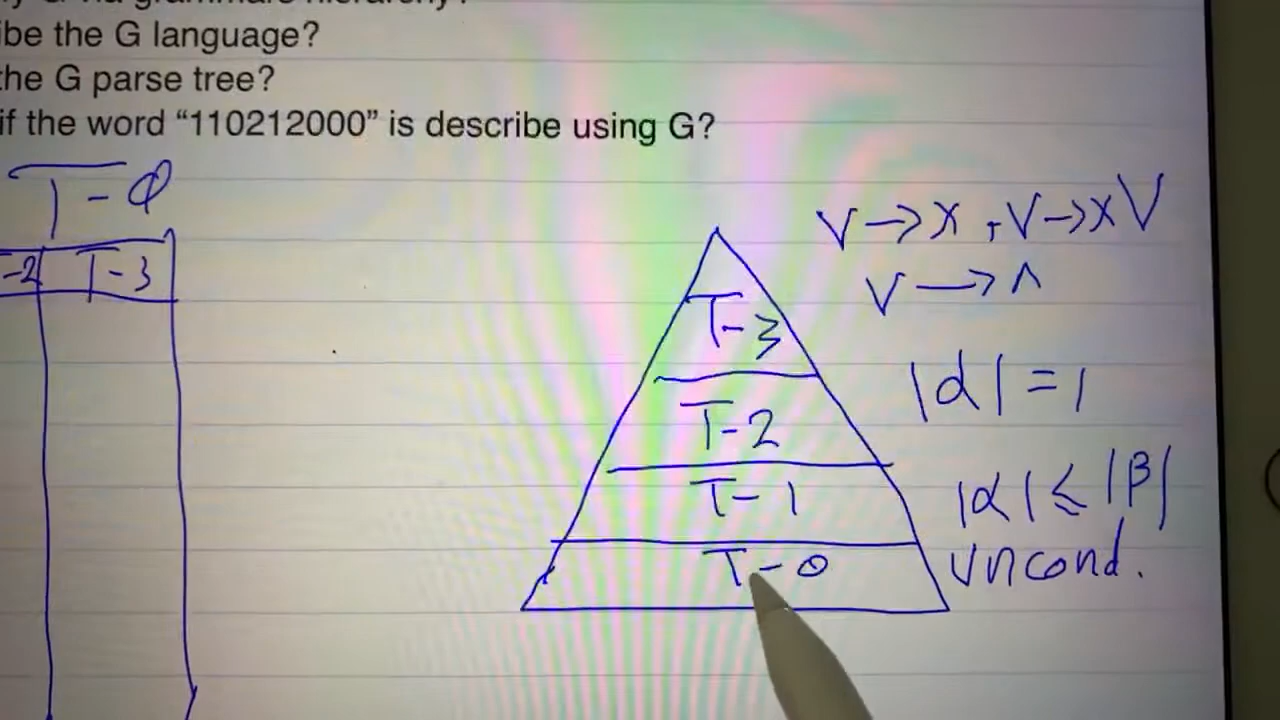 ibe the G language?
the G parse tree?
if the word “110212000” is describe using G?
T-0
-2 T-3
V→X , V→XV
V→Λ
T-3
|α| = 1
T-2
T-1
|α| ≤ |β|
T-0
Uncond.